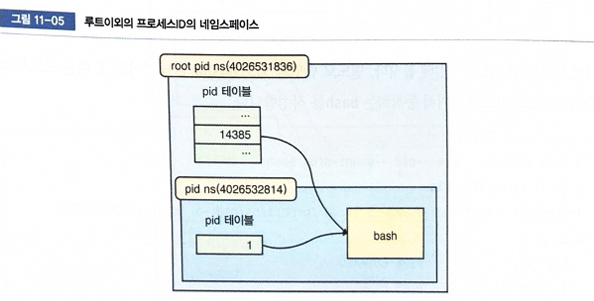 그림 11-05 루트이외의 프로세스ID의 네임스페이스
root pid ns(4026531836)
pid 테이블
...
14385
...
pid ns(4026532814)
pid 테이블
1
bash